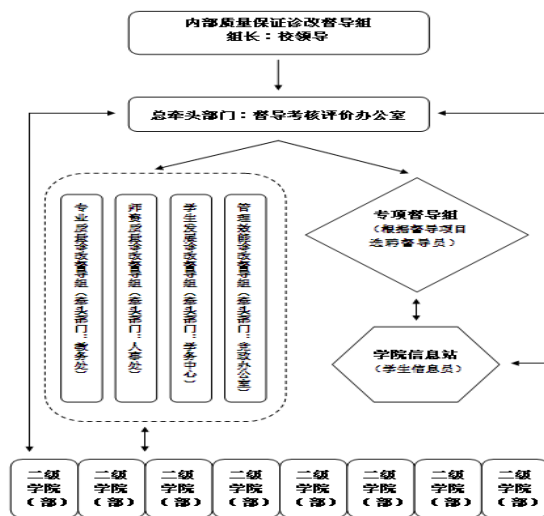 内部质量保证诊改督导组
组长：校领导
总牵头部门：督导考核评价办公室
专业质量诊改督导组（牵头部门：教务处）
师资质量诊改督导组（牵头部门：人事处）
学生发展诊改督导组（牵头部门：学务中心）
管理效能诊改督导组（牵头部门：党政办公室）
专项督导组
（根据督导项目
选聘督导员）
学院信息站
（学生信息员）
二级
学院
（部）
二级
学院
（部）
二级
学院
（部）
二级
学院
（部）
二级
学院
（部）
二级
学院
（部）
二级
学院
（部）
二级
学院
（部）